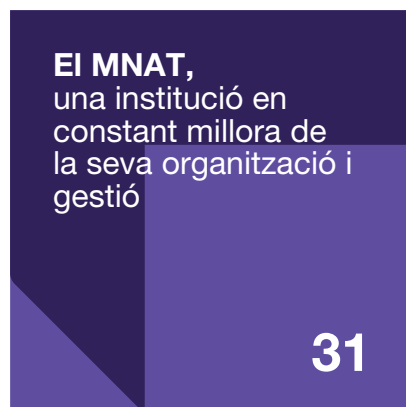 El MNAT,
una institució en
constant millora de
la seva organització i
gestió
31